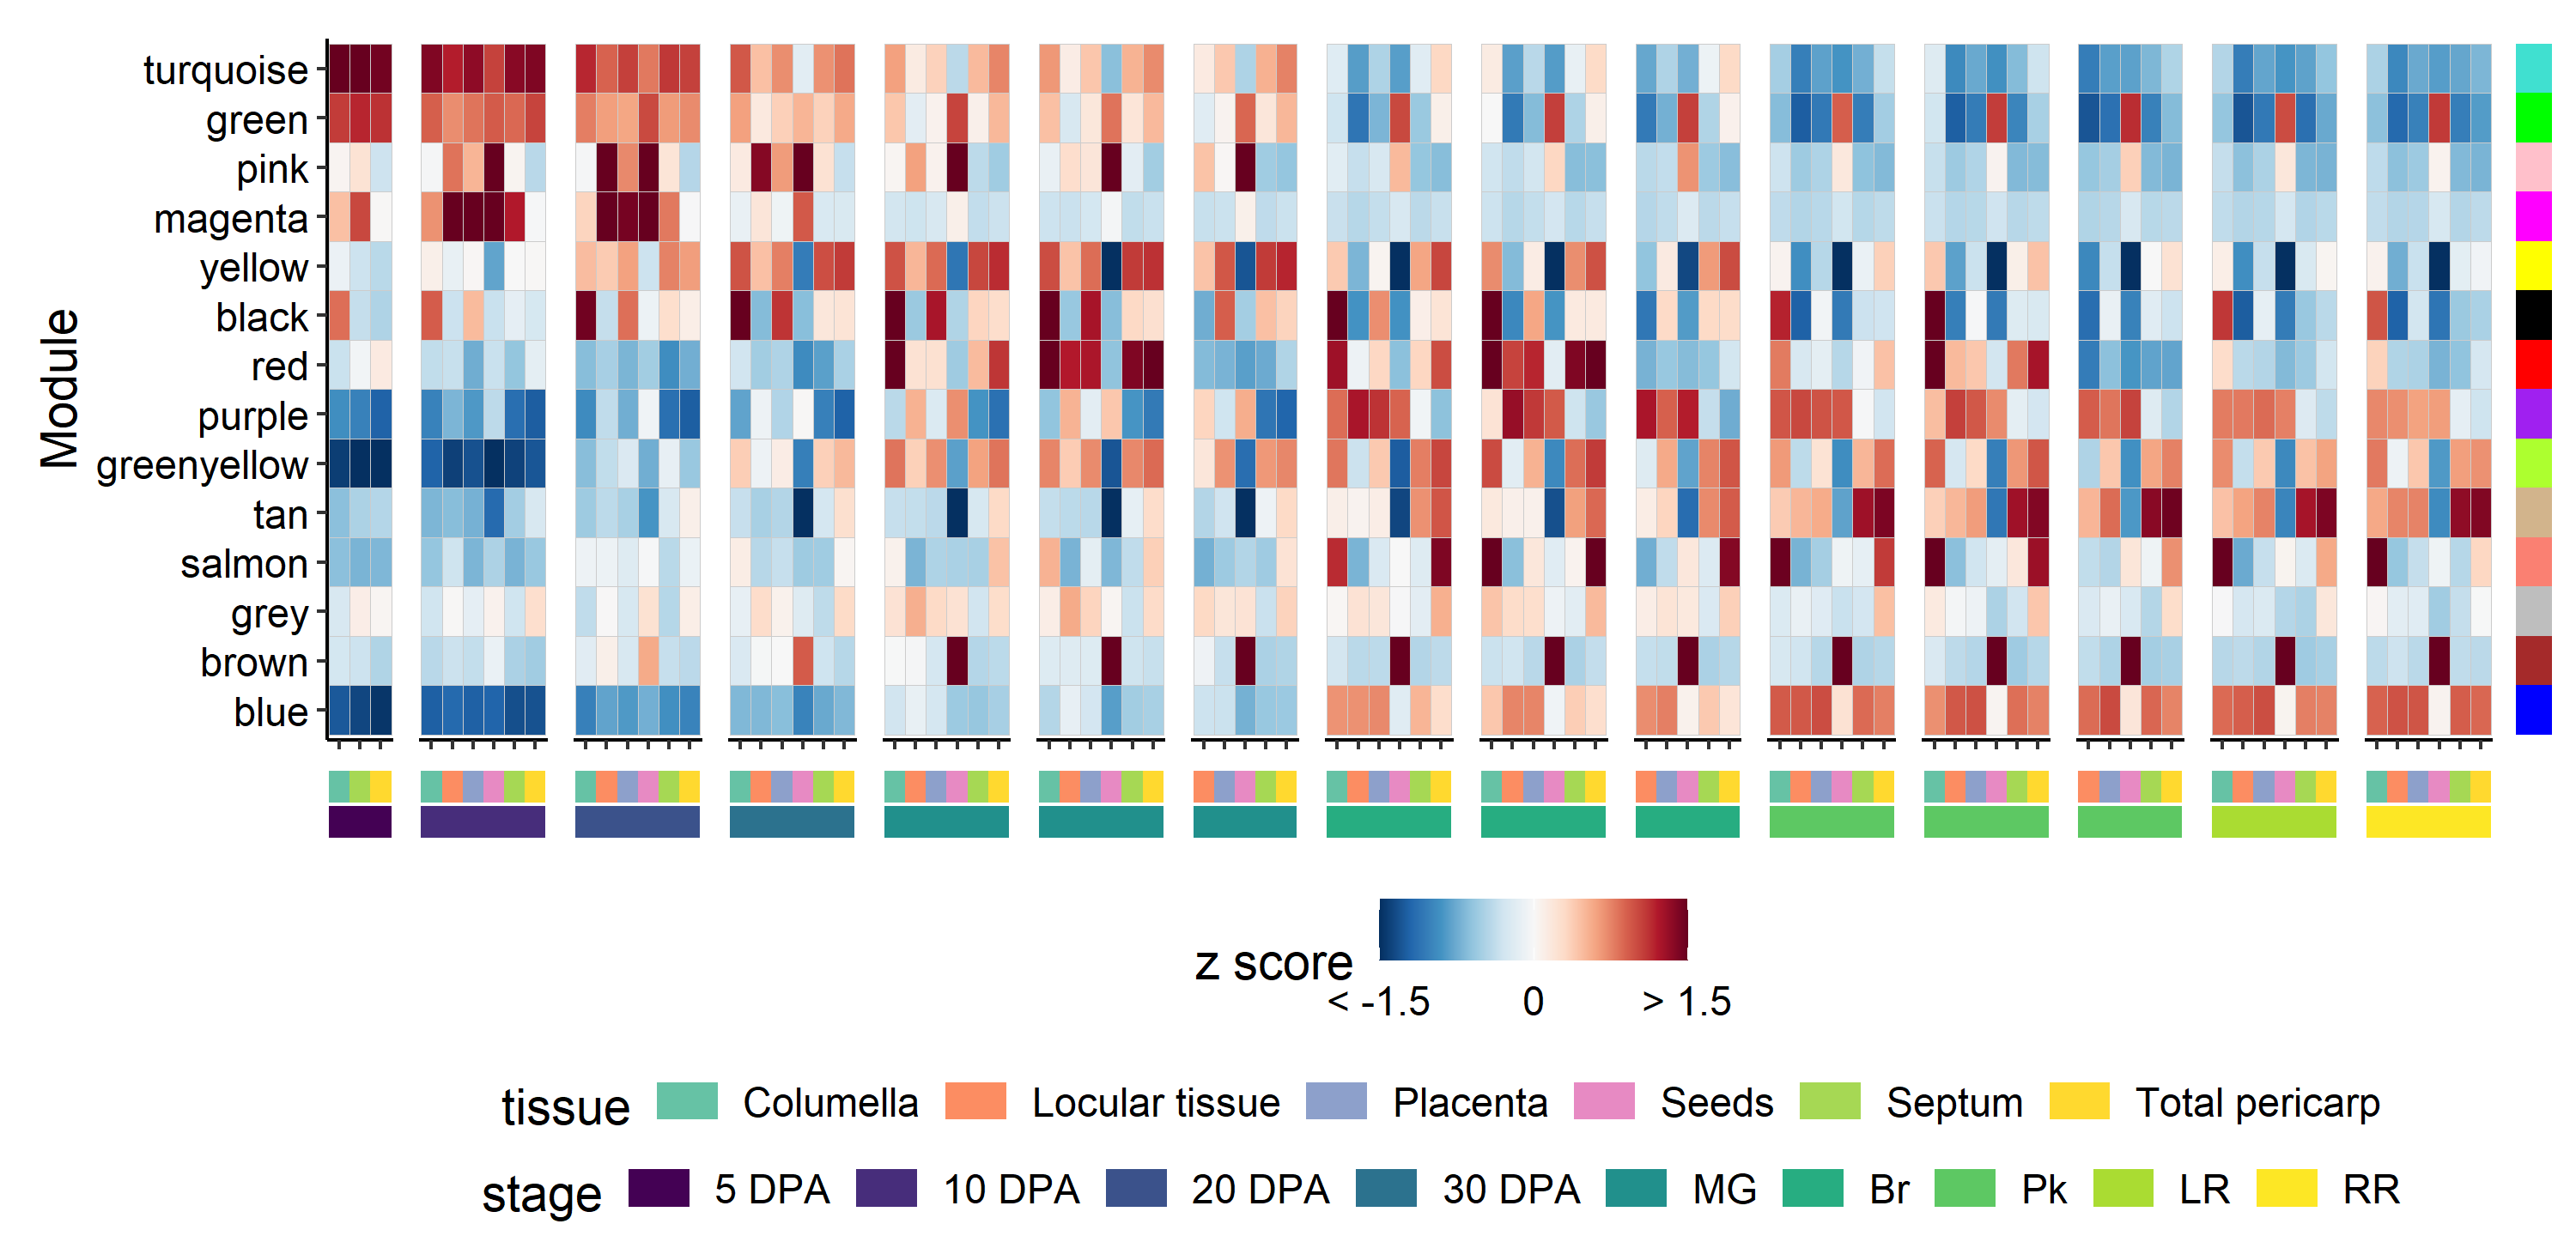 Module
turquoise
green
pink
magenta
yellow
black
red
purple
greenyellow
tan
salmon
grey
brown
blue
z score
< -1.5 0 > 1.5
tissue Columella Locular tissue Placenta Seeds Septum Total pericarp
stage 5 DPA 10 DPA 20 DPA 30 DPA MG Br Pk LR RR